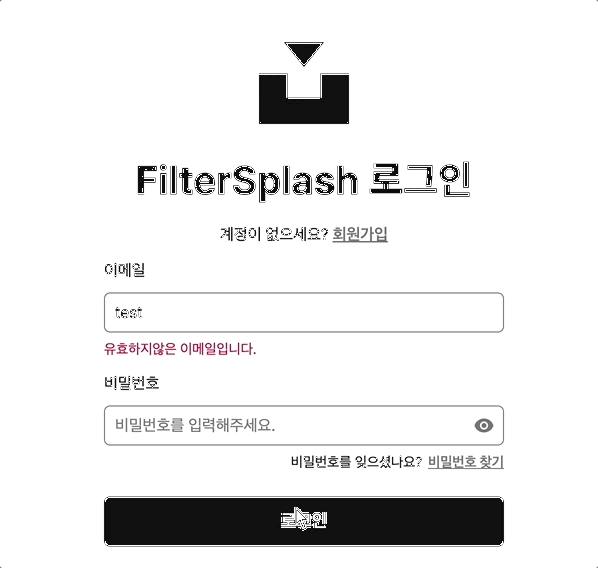 FilterSplash 로그인
계정이 없으세요? 회원가입
이메일
test
유효하지않은 이메일입니다.
비밀번호
비밀번호를 입력해주세요.
비밀번호를 잊으셨나요? 비밀번호 찾기
로그인